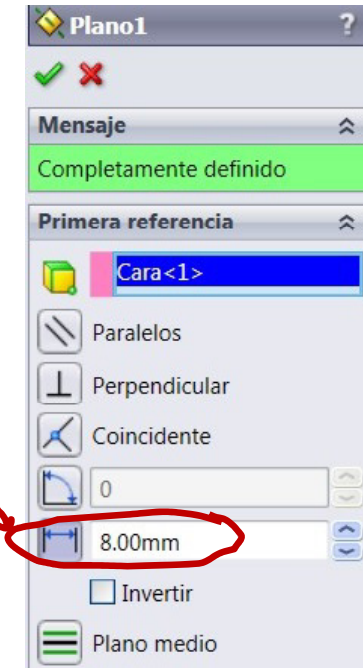 Plano1 ?
Mensaje
Completamente definido
Primera referencia
Cara<1>
Paralelos
Perpendicular
Coincidente
0
8.00mm
Invertir
Plano medio